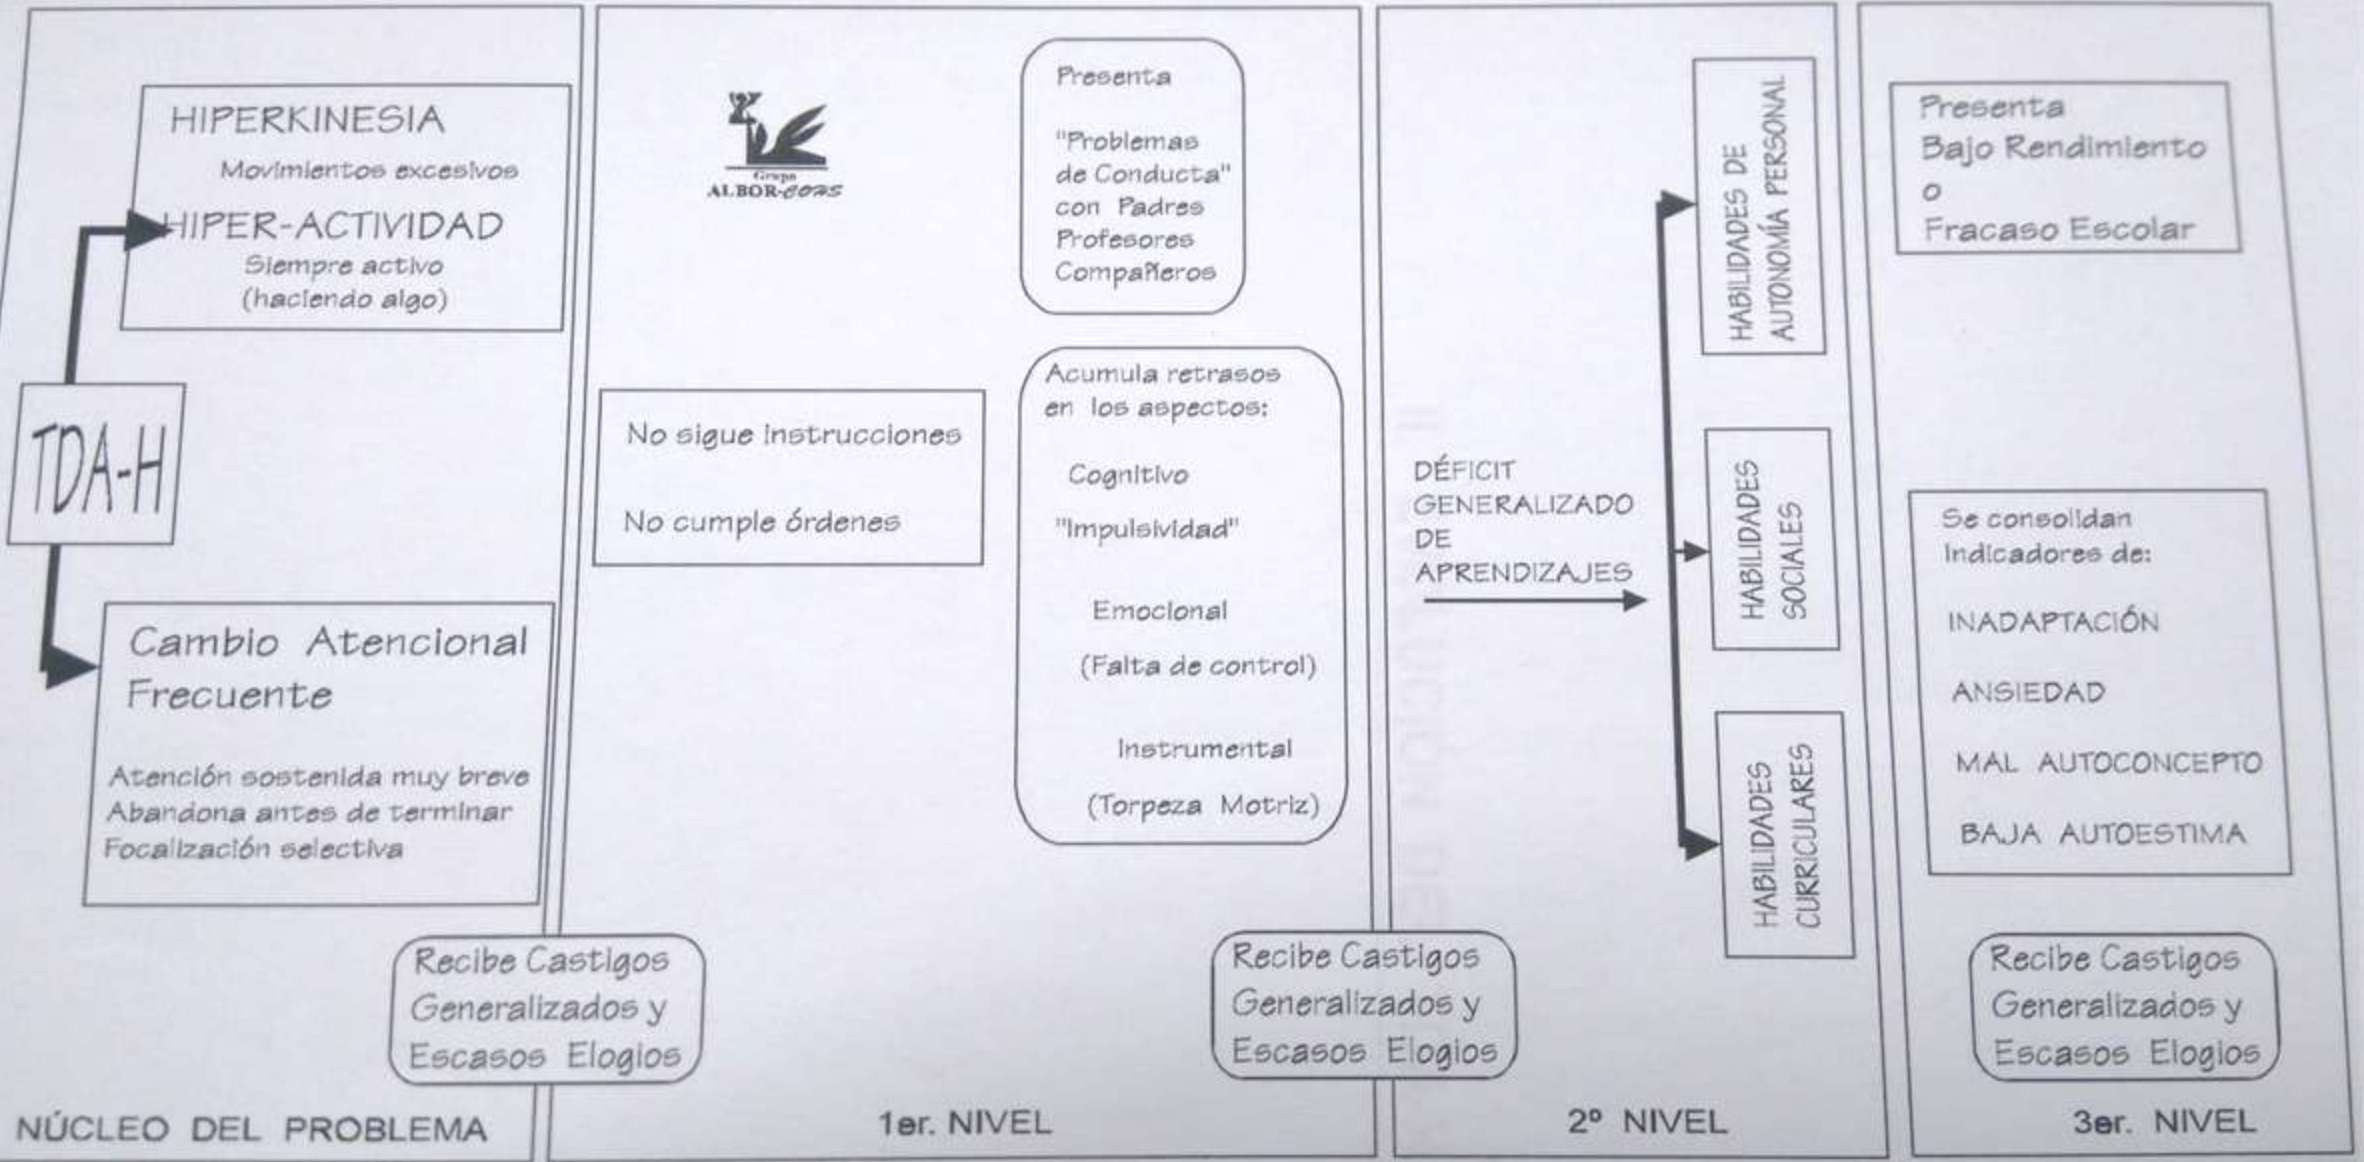 HIPERKINESIA
Movimientos excesivos
HIPER-ACTIVIDAD
Siempre activo
(haciendo algo)
TDA-H
Cambio Atencional
Frecuente
Atención sostenida muy breve
Abandona antes de terminar
Focalización selectiva
Recibe Castigos
Generalizados y
Escasos Elogios
NÚCLEO DEL PROBLEMA
Grupo
ALBOR-COHS
No sigue instrucciones
No cumple órdenes
Presenta
"Problemas
de Conducta"
con Padres
Profesores
Compañeros
Acumula retrasos
en los aspectos:
Cognitivo
"Impulsividad"
Emocional
(Falta de control)
Instrumental
(Torpeza Motriz)
Recibe Castigos
Generalizados y
Escasos Elogios
1er. NIVEL
DÉFICIT
GENERALIZADO
DE
APRENDIZAJES
HABILIDADES DE
AUTONOMÍA PERSONAL
HABILIDADES
SOCIALES
HABILIDADES
CURRICULARES
2º NIVEL
Presenta
Bajo Rendimiento
o
Fracaso Escolar
Se consolidan
Indicadores de:
INADAPTACIÓN
ANSIEDAD
MAL AUTOCONCEPTO
BAJA AUTOESTIMA
Recibe Castigos
Generalizados y
Escasos Elogios
3er. NIVEL